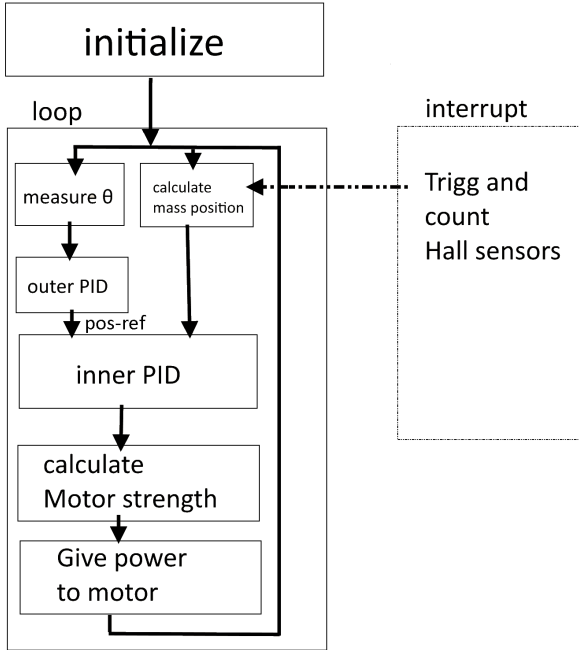 initialize
loop
interrupt
measure θ
calculate
mass position
Trigg and
count
Hall sensors
outer PID
pos-ref
inner PID
calculate
Motor strength
Give power
to motor